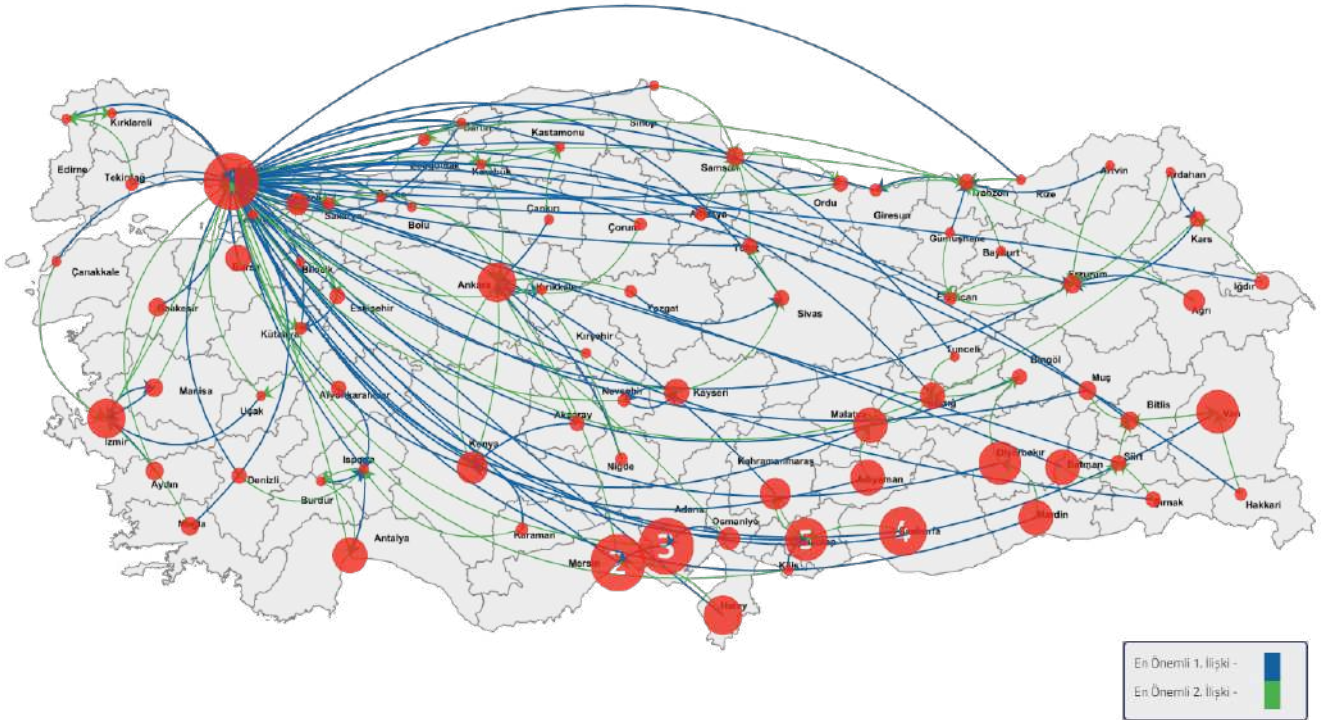 Kırklareli
Edirne
Tekirdağ
Bartın
Kastamonu
Sinop
Karabük
Samsun
Ordu
Giresun
Trabzon
Rize
Artvin
Ardahan
Kars
Sakarya
Bolu
Çankırı
Çorum
Amasya
Tokat
Gümüşhane
Bayburt
Erzurum
Erzincan
Iğdır
Ağrı
Çanakkale
Bursa
Bilecik
Balıkesir
Eskişehir
Kütahya
Ankara
Kırıkkale
Yozgat
Sivas
Kırşehir
Tunceli
Bingöl
Muş
Bitlis
Van
Manisa
Uşak
Afyonkarahisar
Nevşehir
Kayseri
Aksaray
Malatya
İzmir
Konya
Isparta
Burdur
Niğde
Kahramanmaraş
Adıyaman
Diyarbakır
Batman
Siirt
Aydın
Denizli
Muğla
Antalya
Karaman
Adana
Osmaniye
Mersin
Kilis
Mardin
Şırnak
Hakkari
Hatay
2
3
4
5
En Önemli 1. İlişki -
En Önemli 2. İlişki -